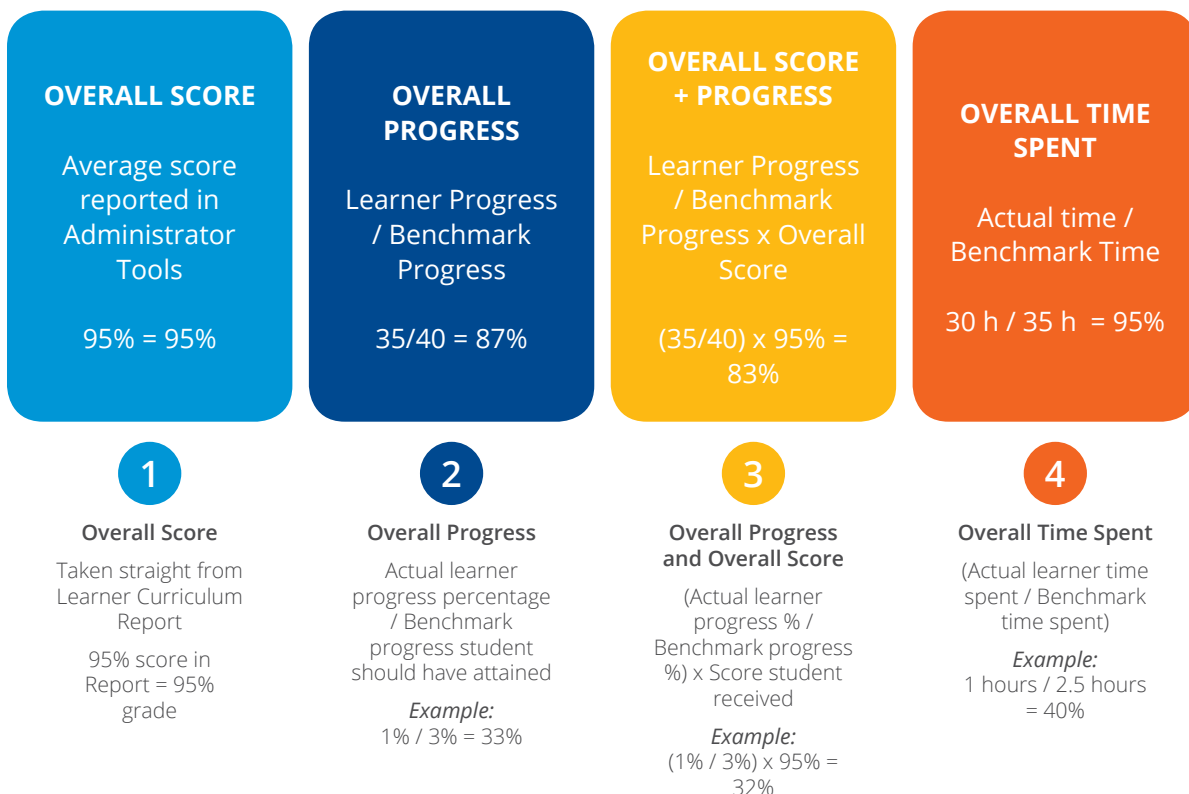 OVERALL SCORE
Average score
reported in
Administrator
Tools
95% = 95%
OVERALL
PROGRESS
Learner Progress
/ Benchmark
Progress
35/40 = 87%
OVERALL SCORE
+ PROGRESS
Learner Progress
/ Benchmark
Progress x Overall
Score
(35/40) x 95% =
83%
OVERALL TIME
SPENT
Actual time /
Benchmark Time
30 h / 35 h = 95%
1
Overall Score
Taken straight from
Learner Curriculum
Report
95% score in
Report = 95%
grade
2
Overall Progress
Actual learner
progress percentage
/ Benchmark
progress student
should have attained
Example:
1% / 3% = 33%
3
Overall Progress
and Overall Score
(Actual learner
progress % /
Benchmark progress
%) x Score student
received
Example:
(1% / 3%) x 95% =
32%
4
Overall Time Spent
(Actual learner time
spent / Benchmark
time spent)
Example:
1 hours / 2.5 hours
= 40%